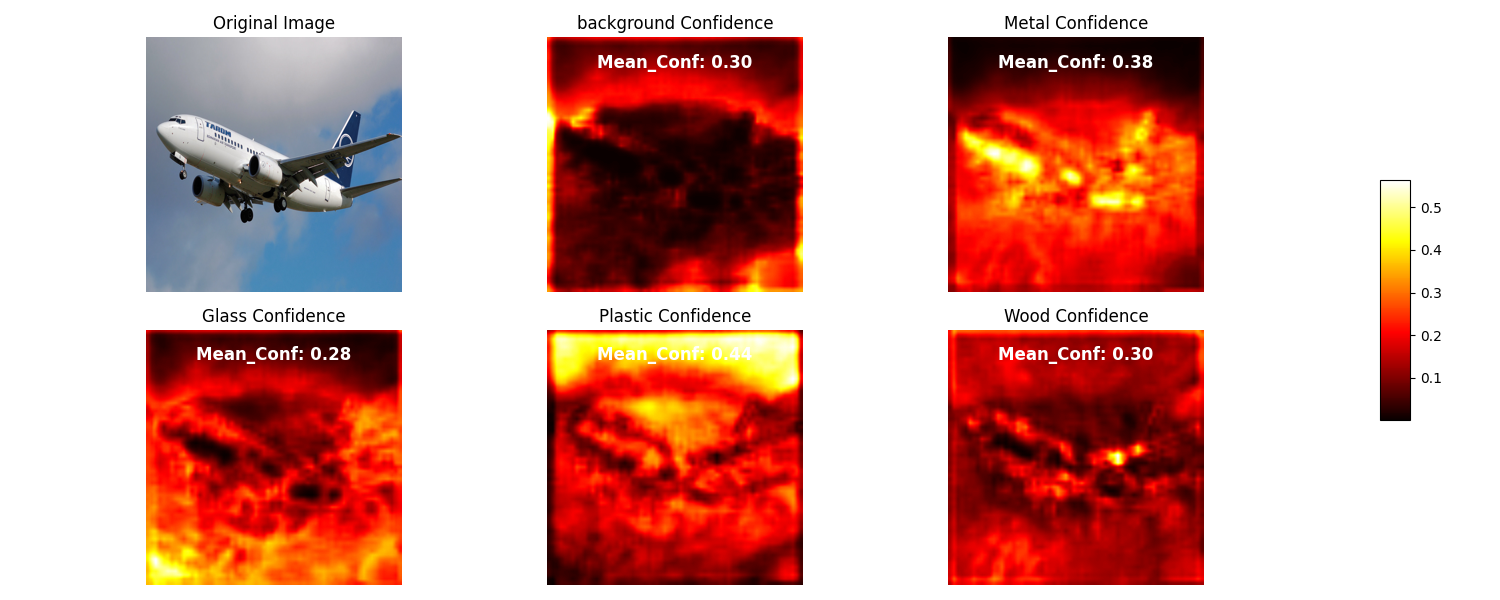 Original Image
background Confidence
Mean_Conf: 0.30
Metal Confidence
Mean_Conf: 0.38
TAROM
0.5
0.4
0.3
0.2
0.1
Glass Confidence
Mean_Conf: 0.28
Plastic Confidence
Mean_Conf: 0.44
Wood Confidence
Mean_Conf: 0.30